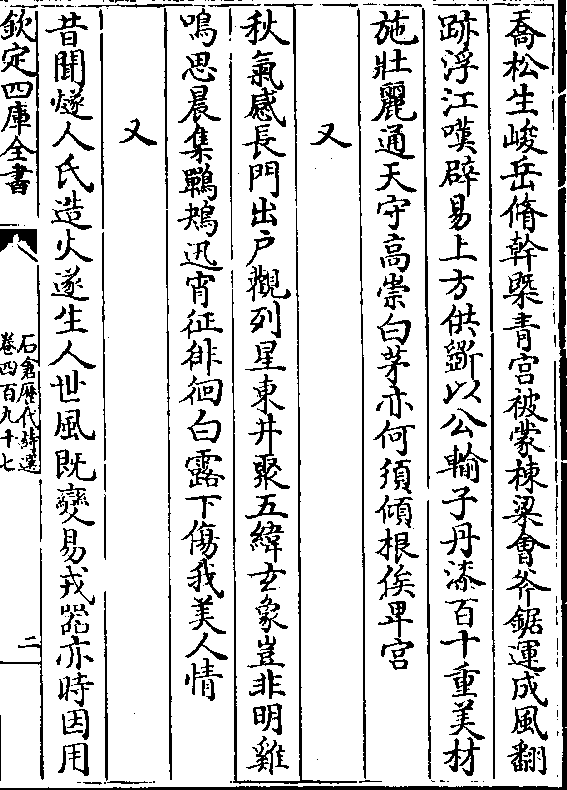 喬松生峻岳脩幹槩青宫被蒙棟梁㑹斧鋸運成風翻
跡浮江嘆辟易上方供斵以公輸子丹漆百十重美材
施壯麗通天守高崇白茅亦何須傾根俟卑宫
又
秋氣感長門出户觀列星東井聚五緯玄象豈非明雞
鳴思晨集鶗鴂迅宵征徘徊白露下傷我美人情
又
昔聞燧人氏造火遂生人世風既變易戎器亦時因用
欽定四庫全書
石倉歴代詩選
卷四百九十七
二